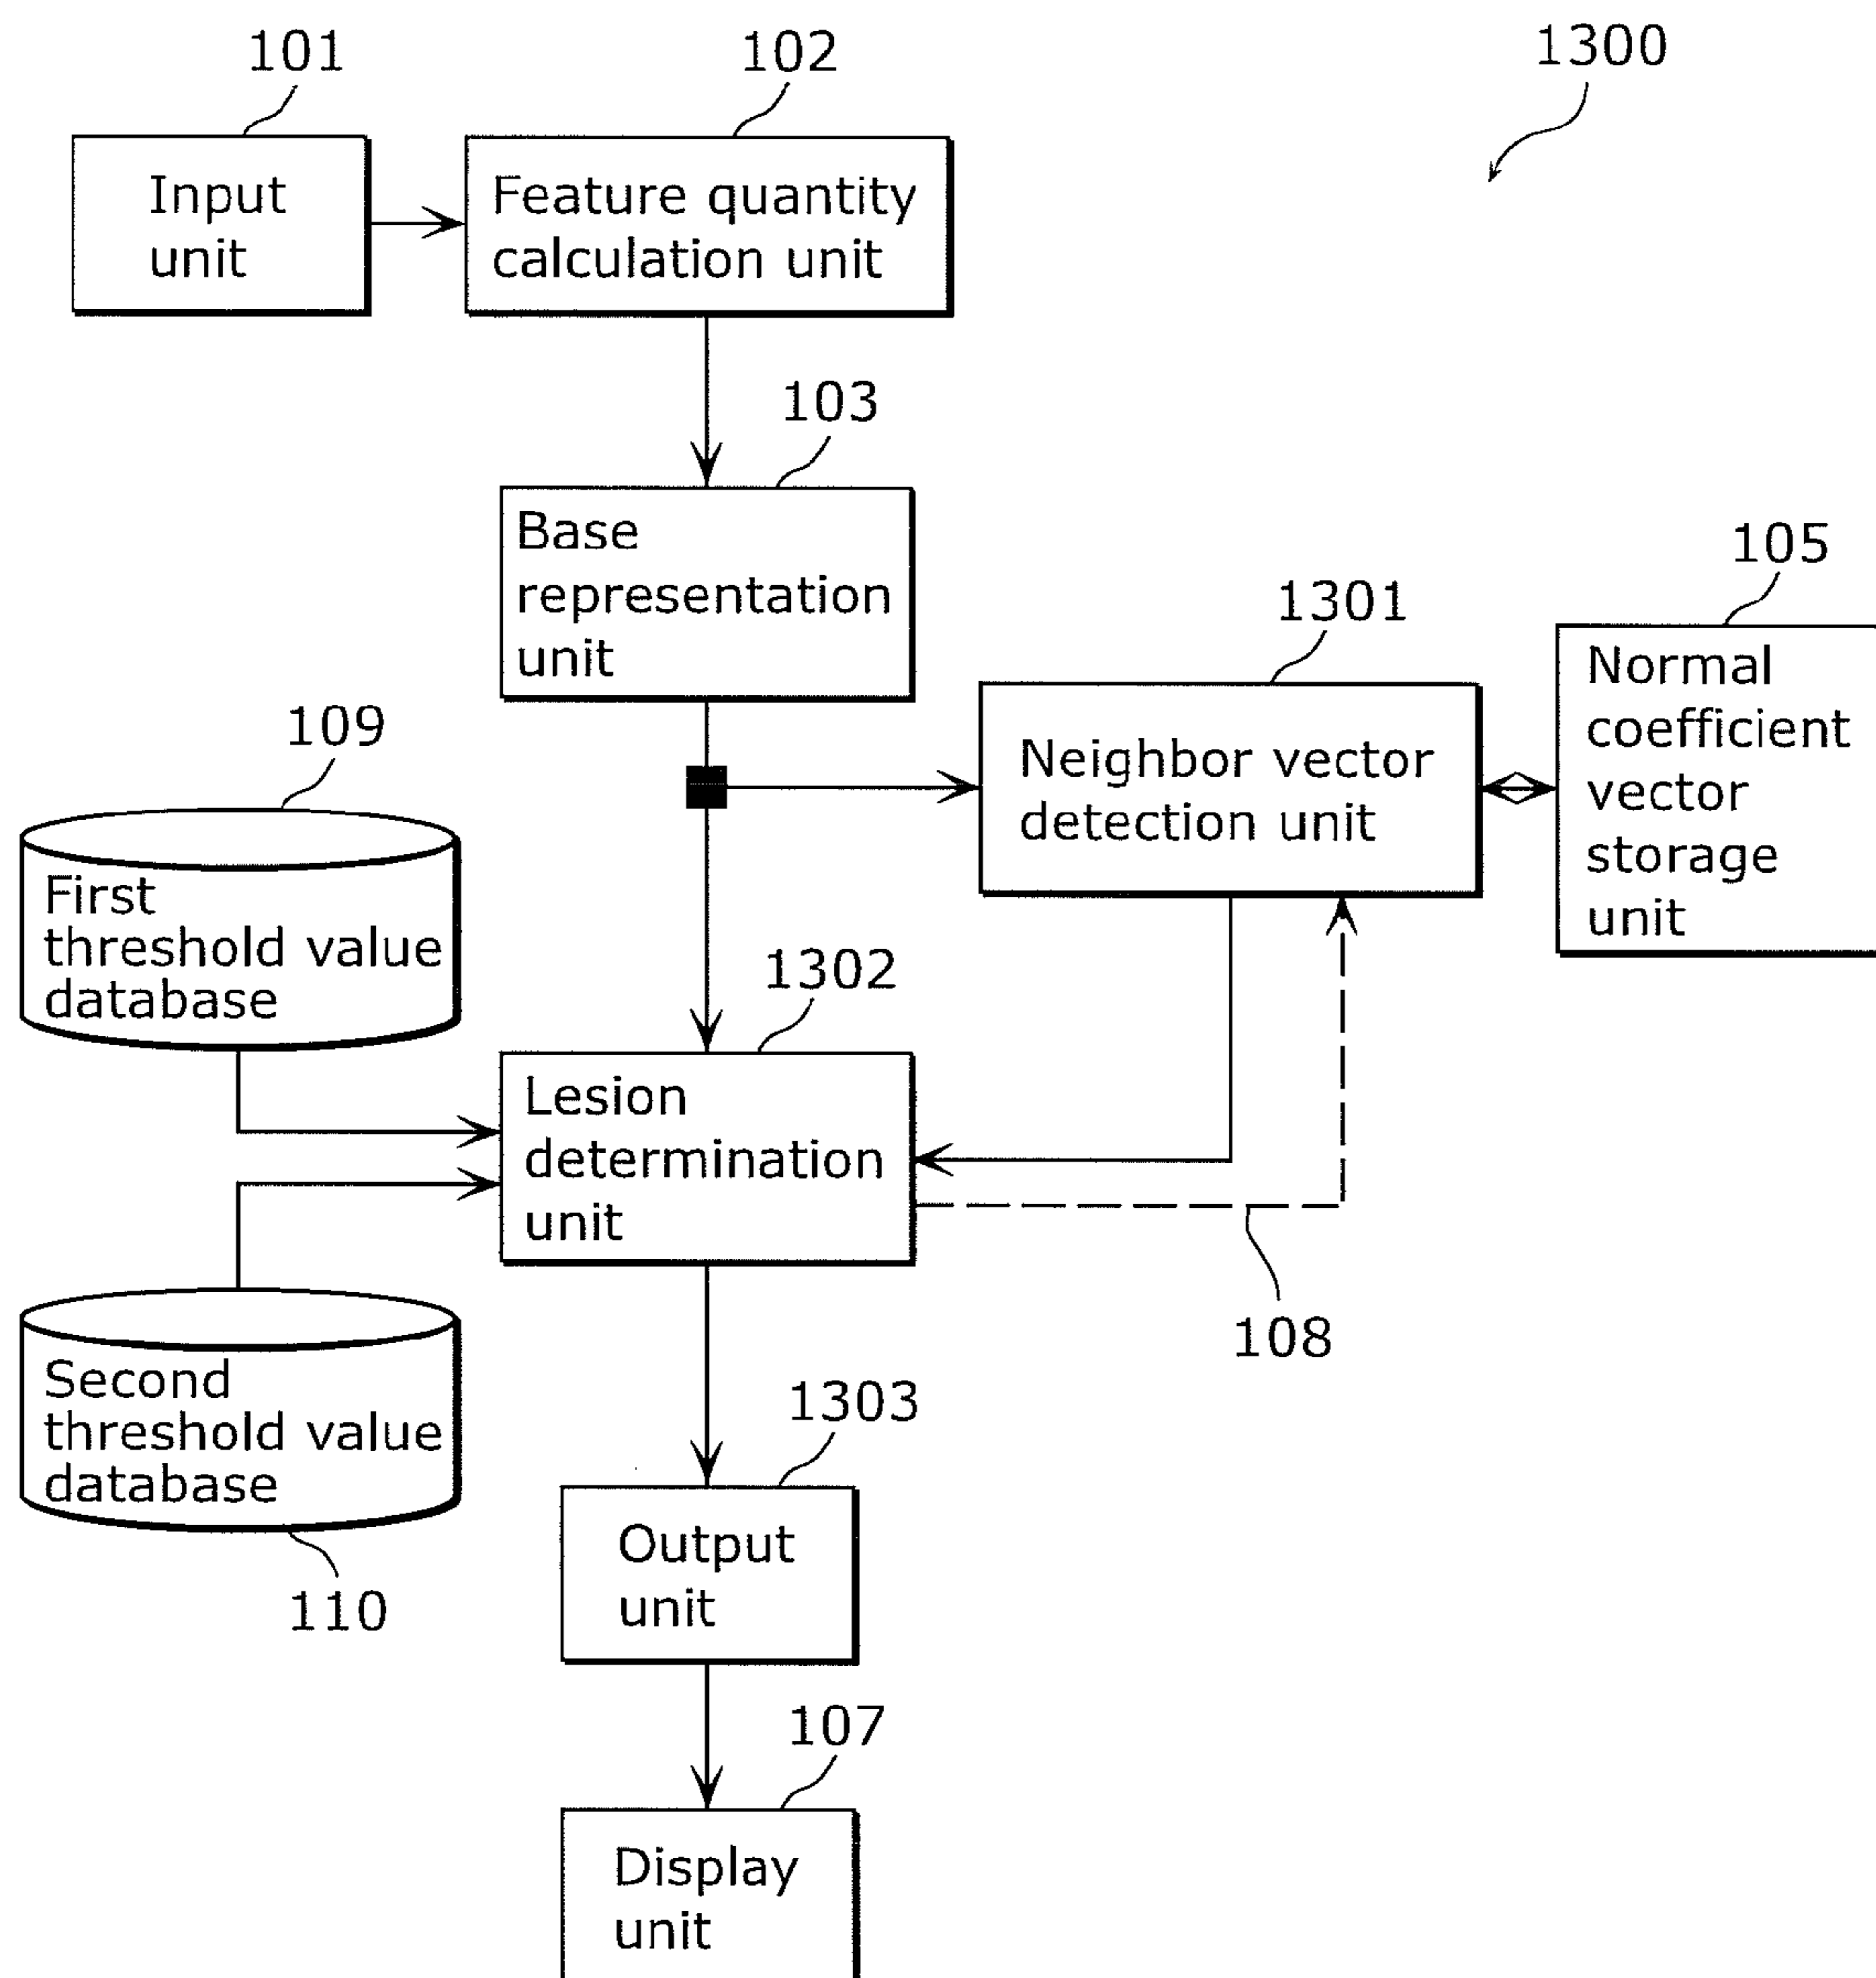 101
102
1300
Input
unit
Feature quantity
calculation unit
103
Base
representation
unit
105
1301
Normal
coefficient
vector
storage
unit
Neighbor vector
detection unit
109
First
threshold value
database
1302
Lesion
determination
unit
108
Second
threshold value
database
110
1303
Output
unit
107
Display
unit